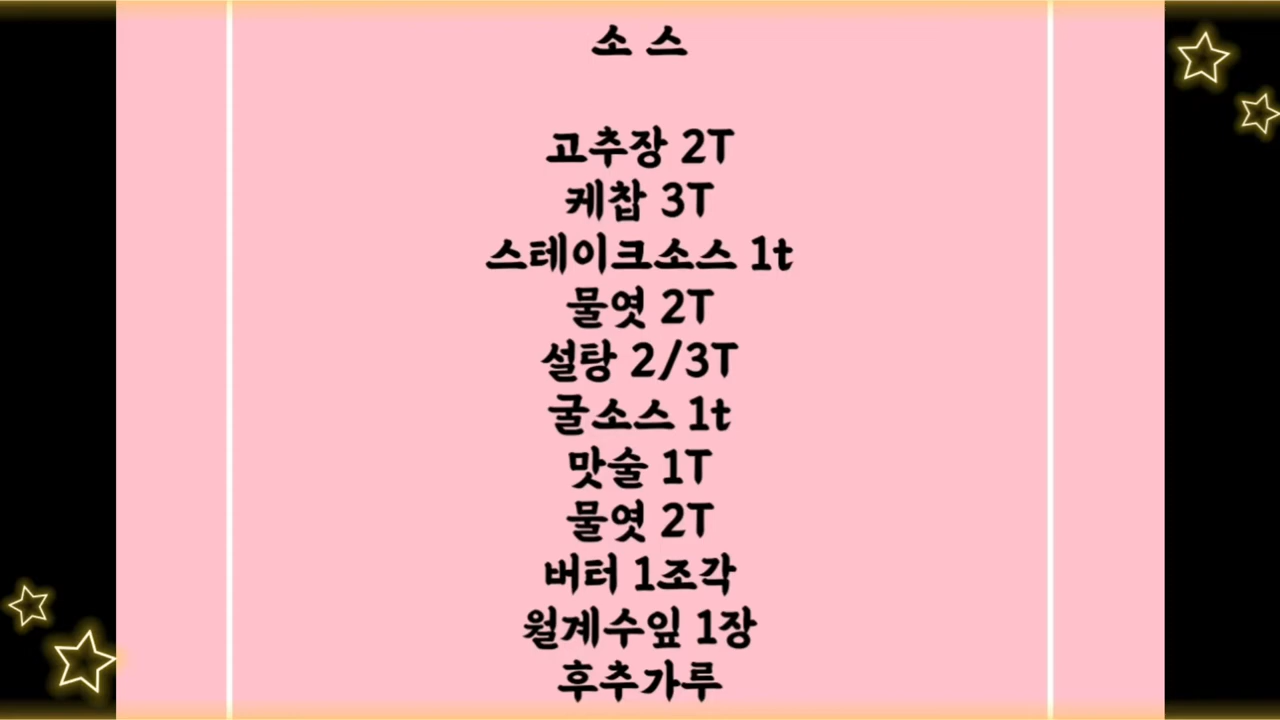 소 스
고추장 2T
케찹 3T
스테이크소스 1t
물엿 2T
설탕 2/3T
굴소스 1t
맛술 1T
물엿 2T
버터 1조각
월계수잎 1장
후추가루